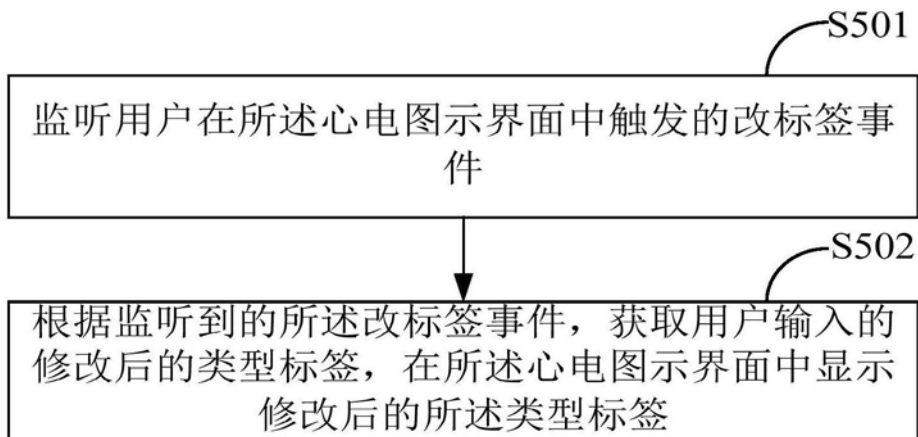 S501
监听用户在所述心电图示界面中触发的改标签事
件
S502
根据监听到的所述改标签事件，获取用户输入的
修改后的类型标签，在所述心电图示界面中显示
修改后的所述类型标签